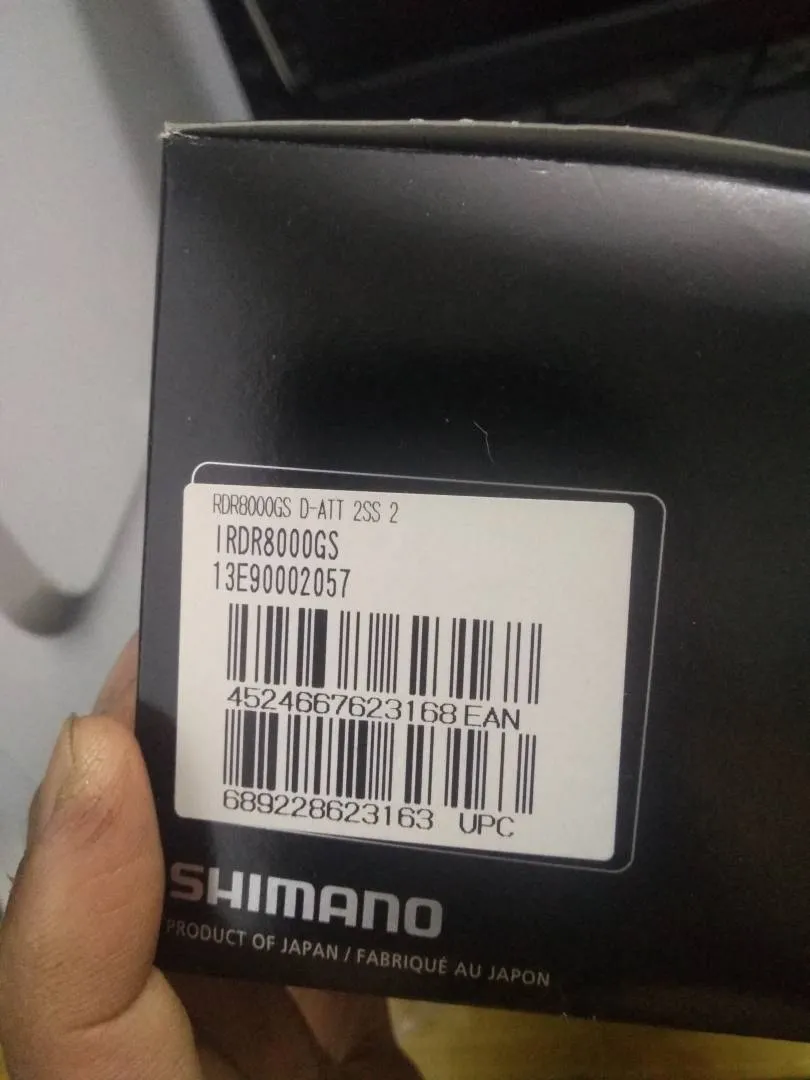 RDR8000GS D-ATT 2SS 2
IRDR8000GS
13E90002057
4524667623168 EAN
689228623163 UPC
SHIMANO
PRODUCT OF JAPAN / FABRIQUÉ AU JAPON